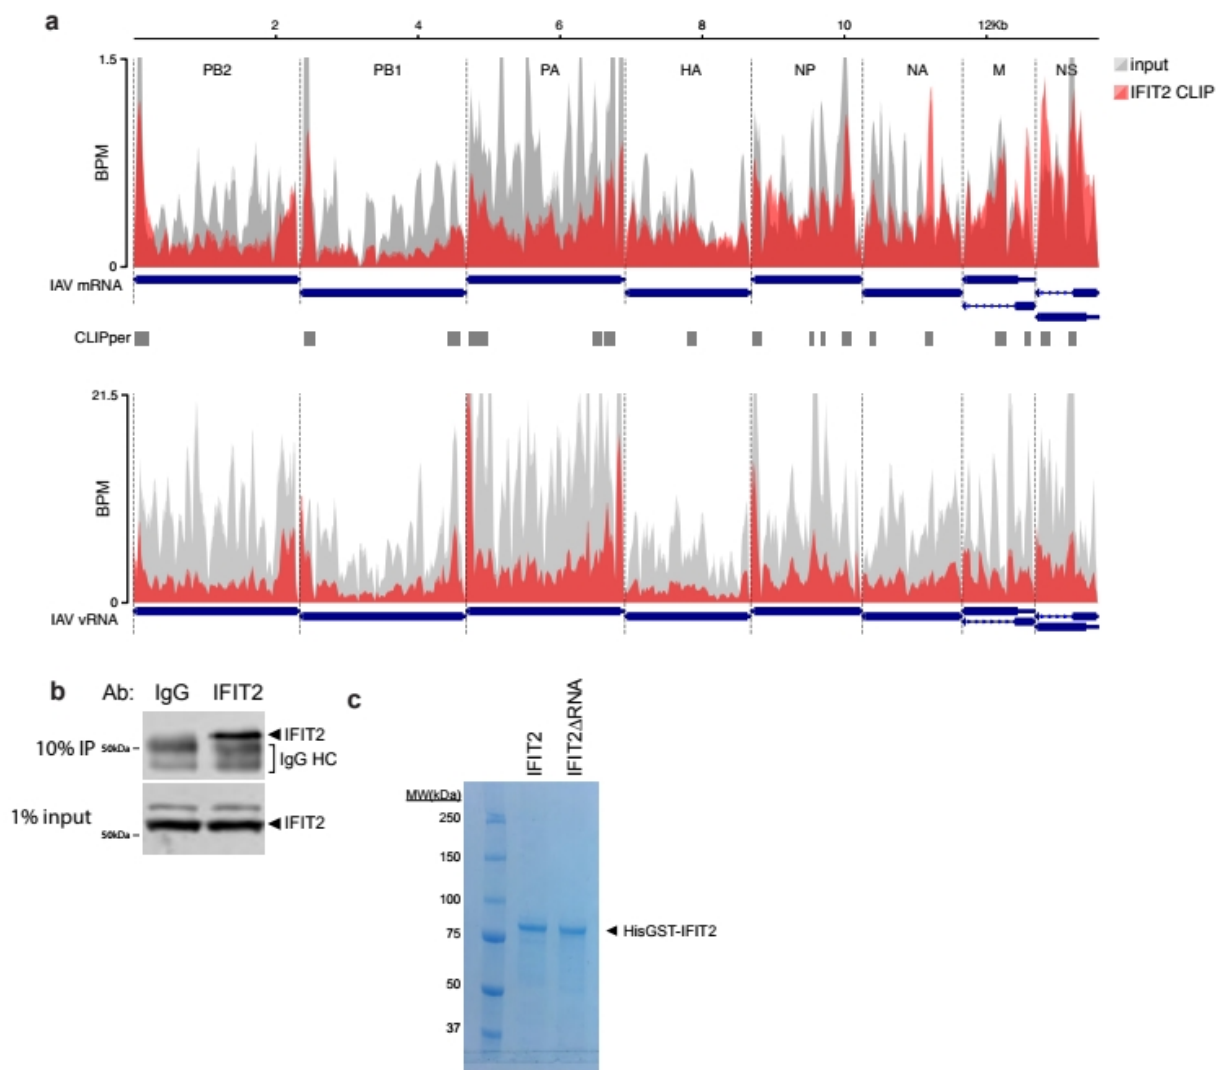 a
2 4 6 8 10 12Kb
1.5
PB2 PB1 PA HA NP NA M NS
input
IFIT2 CLIP
BPM
0
IAV mRNA
CLIPper
21.5
BPM
0
IAV vRNA
b Ab: IgG IFIT2
10% IP 50kDa IFIT2
IgG HC
1% input 50kDa IFIT2
c
IFIT2 IFIT2ΔRNA
MW(kDa)
250
150
100
75 HisGST-IFIT2
50
37